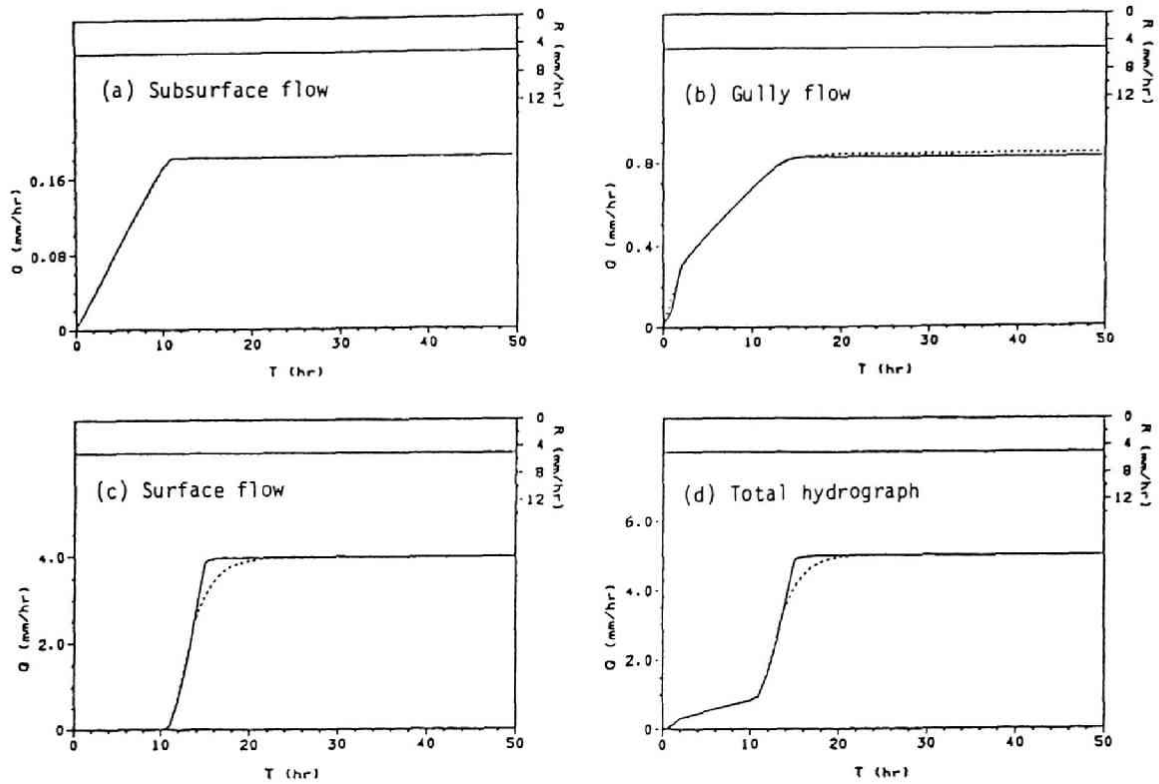 0
4
8
12
R (mm/hr)
(a) Subsurface flow
0.16
0.08
0
Q (mm/hr)
0 10 20 30 40 50
T (hr)
0
4
8
12
R (mm/hr)
(b) Gully flow
0.8
0.4
0
Q (mm/hr)
0 10 20 30 40 50
T (hr)
0
4
8
12
R (mm/hr)
(c) Surface flow
4.0
2.0
0
Q (mm/hr)
0 10 20 30 40 50
T (hr)
0
4
8
12
R (mm/hr)
(d) Total hydrograph
6.0
4.0
2.0
0
Q (mm/hr)
0 10 20 30 40 50
T (hr)